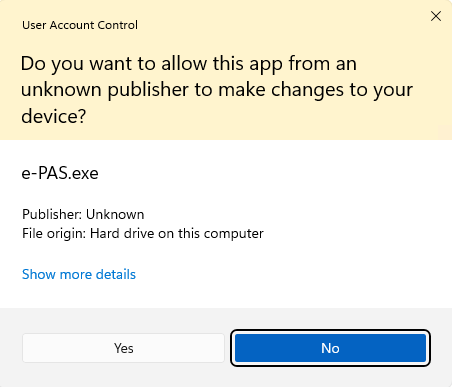 User Account Control
Do you want to allow this app from an
unknown publisher to make changes to your
device?
e-PAS.exe
Publisher: Unknown
File origin: Hard drive on this computer
Show more details
Yes
No